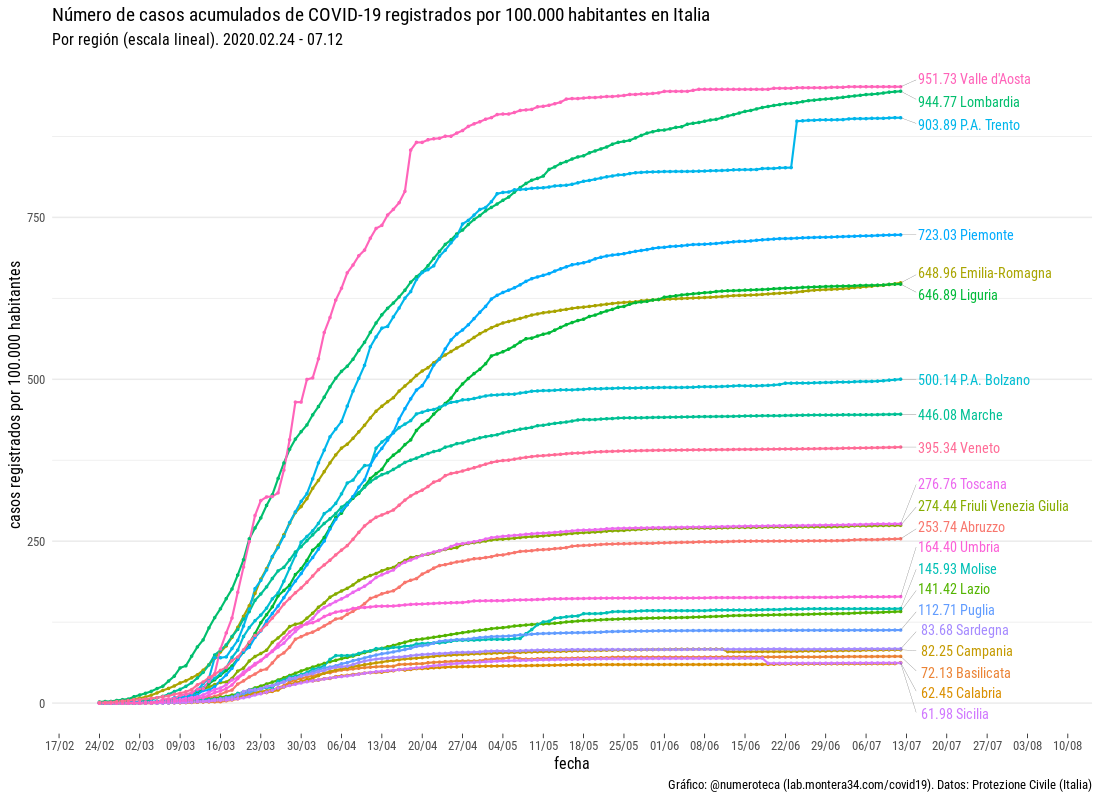 Número de casos acumulados de COVID-19 registrados por 100.000 habitantes en Italia
Por región (escala lineal). 2020.02.24 - 07.12
casos registrados por 100.000 habitantes
750
500
250
0
951.73 Valle d'Aosta
944.77 Lombardia
903.89 P.A. Trento
723.03 Piemonte
648.96 Emilia-Romagna
646.89 Liguria
500.14 P.A. Bolzano
446.08 Marche
395.34 Veneto
276.76 Toscana
274.44 Friuli Venezia Giulia
253.74 Abruzzo
164.40 Umbria
145.93 Molise
141.42 Lazio
112.71 Puglia
83.68 Sardegna
82.25 Campania
72.13 Basilicata
62.45 Calabria
61.98 Sicilia
17/02 24/02 02/03 09/03 16/03 23/03 30/03 06/04 13/04 20/04 27/04 04/05 11/05 18/05 25/05 01/06 08/06 15/06 22/06 29/06 06/07 13/07 20/07 27/07 03/08 10/08
fecha
Gráfico: @numeroteca (lab.montera34.com/covid19). Datos: Protezione Civile (Italia)